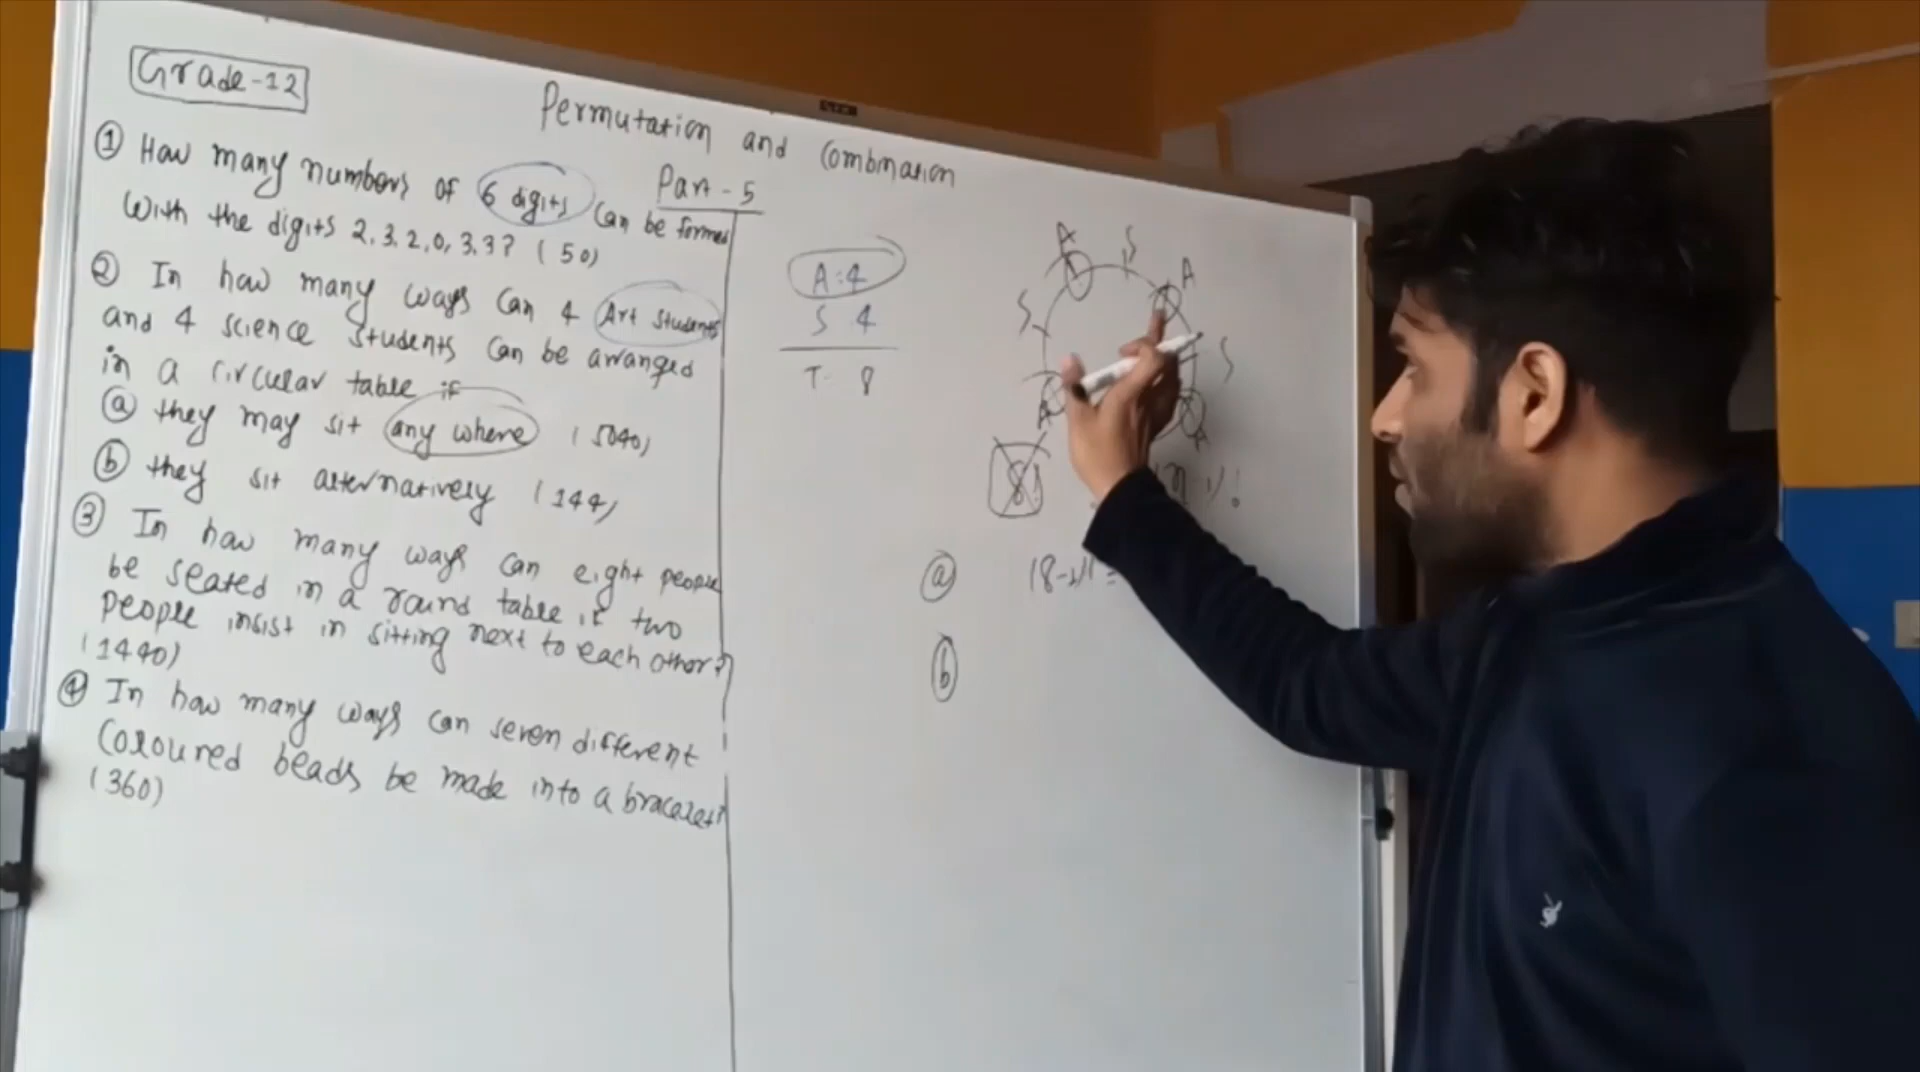 Grade-12
Permutation and Combination
Part-5
① How many numbers of 6 digits can be formed
With the digits 2, 3, 2, 0, 3, 3? (50)
② In how many ways can 4 Art students
and 4 science students can be arranged
in a circular table if
ⓐ they may sit any where (5040)
ⓑ they sit alternatively (144)
③ In how many ways can eight people
be seated in a round table if two
people insist in sitting next to each other?
(1440)
④ In how many ways can seven different
Coloured beads be made into a bracelet?
(360)
A:4
S 4
T- 8
A
S
A
S
S
A
A
8!
ⓐ (8-1)! =
ⓑ